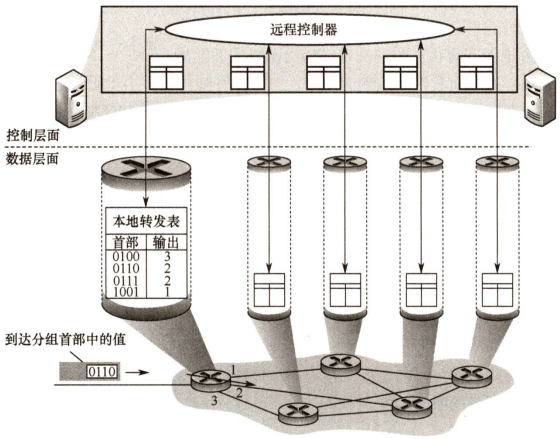 远程控制器
控制层面
数据层面
本地转发表
首部 输出
0100 3
0110 2
0111 2
1001 1
到达分组首部中的值
0110
1
2
3